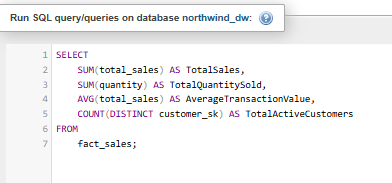 Run SQL query/queries on database northwind_dw:
1 SELECT
2 SUM(total_sales) AS TotalSales,
3 SUM(quantity) AS TotalQuantitySold,
4 AVG(total_sales) AS AverageTransactionValue,
5 COUNT(DISTINCT customer_sk) AS TotalActiveCustomers
6 FROM
7 fact_sales;